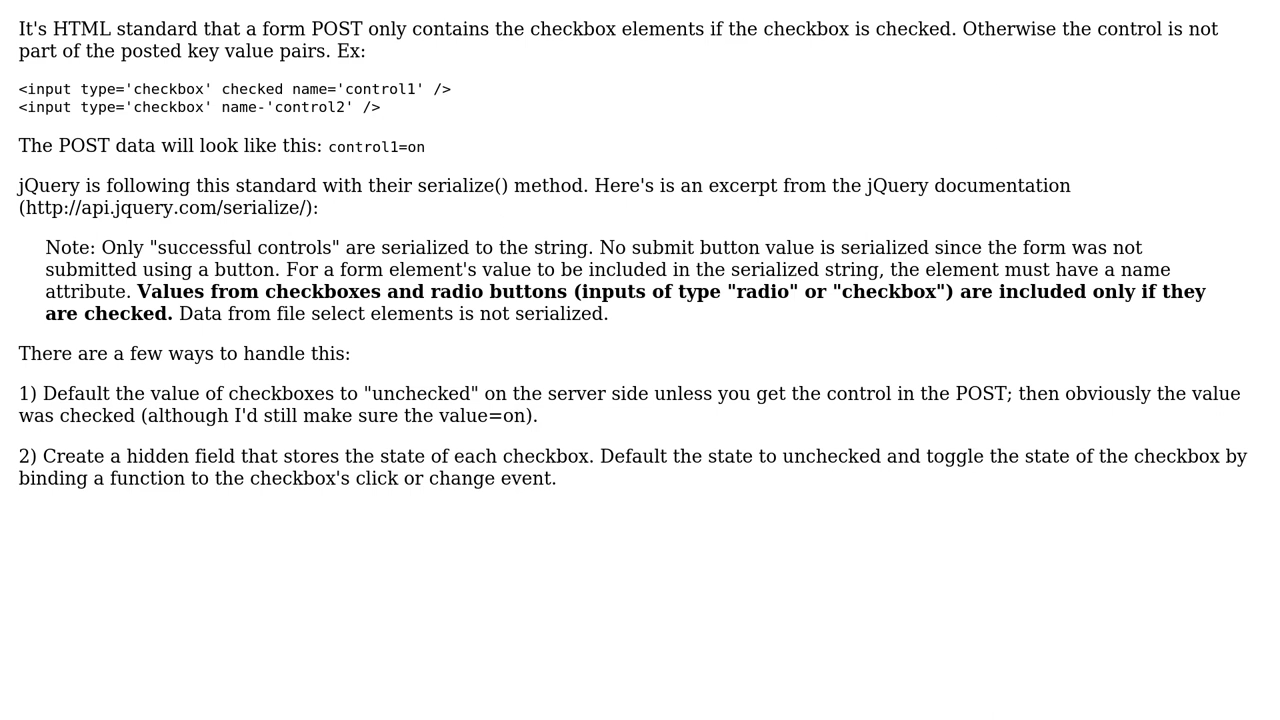 It's HTML standard that a form POST only contains the checkbox elements if the checkbox is checked. Otherwise the control is not
part of the posted key value pairs. Ex:
<input type='checkbox' checked name='control1' />
<input type='checkbox' name-'control2' />
The POST data will look like this: control1=on
jQuery is following this standard with their serialize() method. Here's is an excerpt from the jQuery documentation
(http://api.jquery.com/serialize/):
Note: Only "successful controls" are serialized to the string. No submit button value is serialized since the form was not
submitted using a button. For a form element's value to be included in the serialized string, the element must have a name
attribute. Values from checkboxes and radio buttons (inputs of type "radio" or "checkbox") are included only if they
are checked. Data from file select elements is not serialized.
There are a few ways to handle this:
1) Default the value of checkboxes to "unchecked" on the server side unless you get the control in the POST; then obviously the value
was checked (although I'd still make sure the value=on).
2) Create a hidden field that stores the state of each checkbox. Default the state to unchecked and toggle the state of the checkbox by
binding a function to the checkbox's click or change event.